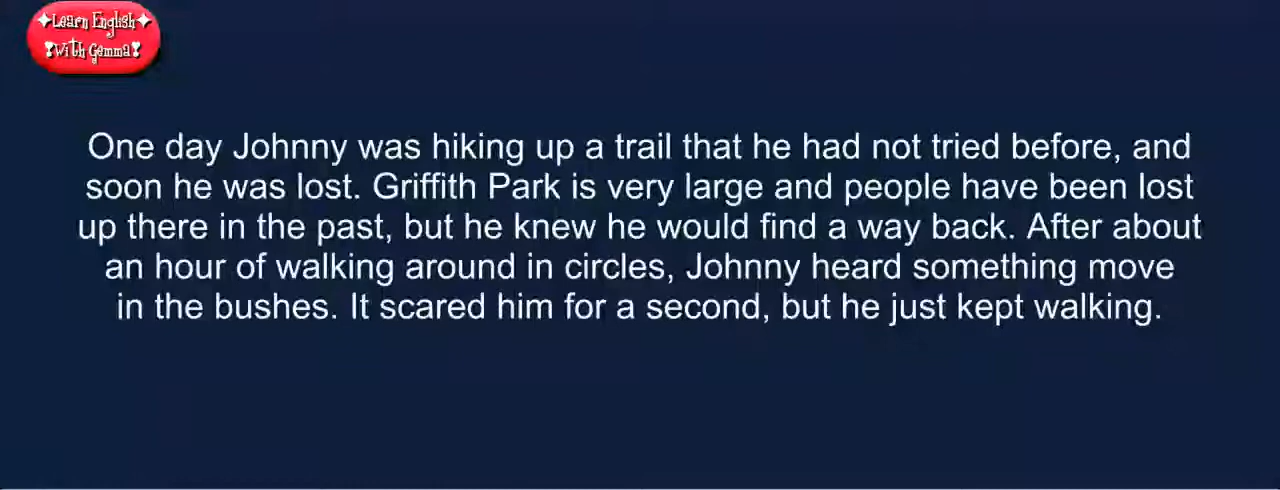 ✦Learn English✦
❣With Gemma❣
One day Johnny was hiking up a trail that he had not tried before, and
soon he was lost. Griffith Park is very large and people have been lost
up there in the past, but he knew he would find a way back. After about
an hour of walking around in circles, Johnny heard something move
in the bushes. It scared him for a second, but he just kept walking.